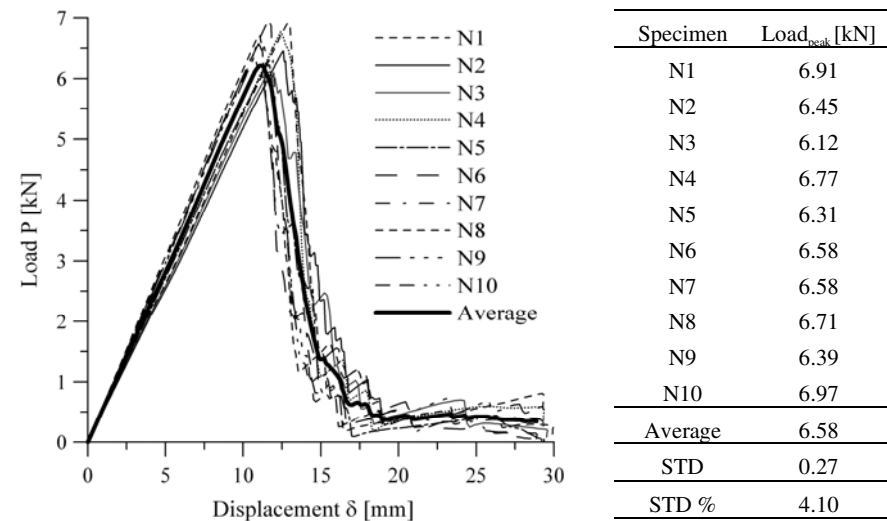 7
6
5
4
3
2
1
0
Load P [kN]
0 5 10 15 20 25 30
Displacement δ [mm]
N1
N2
N3
N4
N5
N6
N7
N8
N9
N10
Average
Specimen Load peak [kN]
N1 6.91
N2 6.45
N3 6.12
N4 6.77
N5 6.31
N6 6.58
N7 6.58
N8 6.71
N9 6.39
N10 6.97
Average 6.58
STD 0.27
STD % 4.10